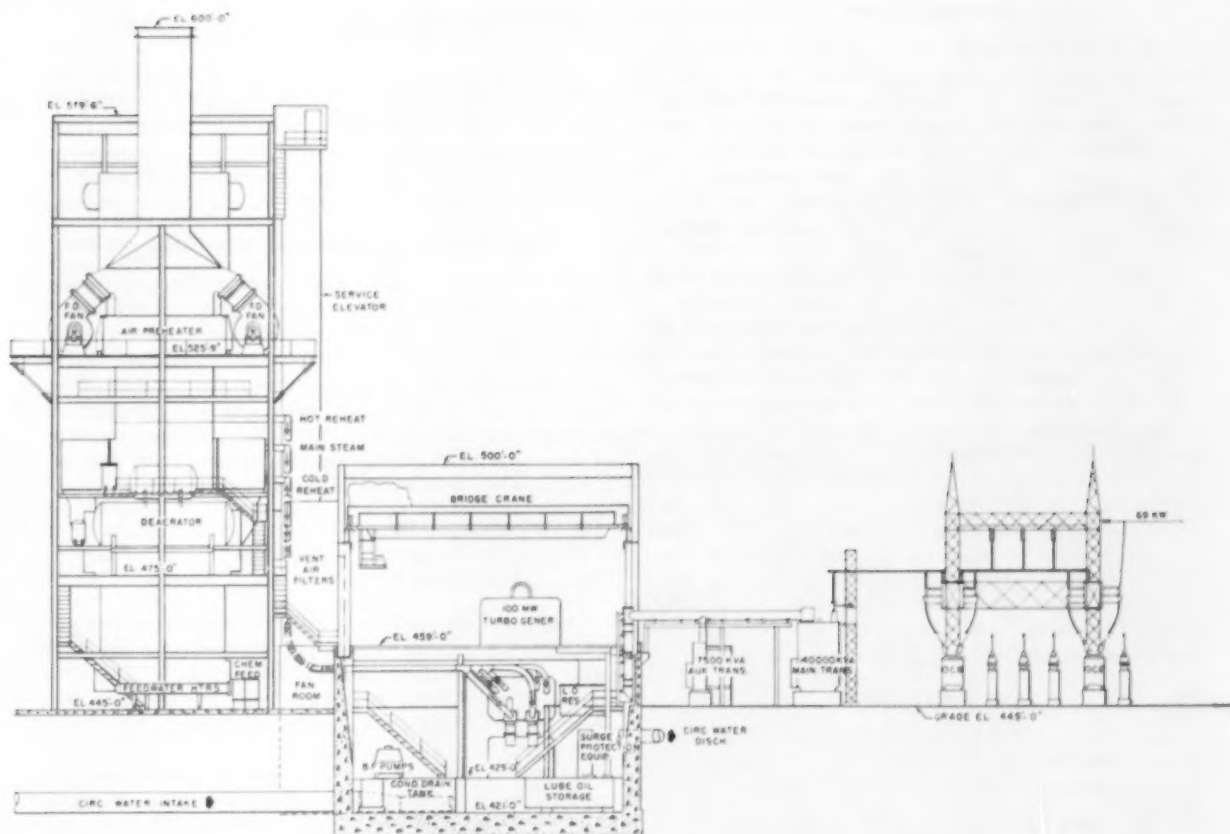 EL 600'-0"
EL 579'-6"
F.D.
FAN
F.D.
FAN
AIR PREHEATER
EL 525'-9"
SERVICE
ELEVATOR
HOT REHEAT
MAIN STEAM
COLD
REHEAT
DEAERATOR
EL 475'-0"
VENT
AIR
FILTERS
CHEM
FEED
FEEDWATER HTRS
EL 445'-0"
FAN
ROOM
EL 500'-0"
BRIDGE CRANE
100 MW
TURBO GENER
EL 459'-0"
L.O.
RES.
SURGE
PROTECTION
EQUIP
B.F. PUMPS
COND. DRAIN
TANK
EL 425'-0"
EL 421'-0"
LUBE OIL
STORAGE
CIRC WATER INTAKE
CIRC WATER
DISCH
7500 KVA
AUX TRANS.
140000 KVA
MAIN TRANS.
69 KW
OCB
OCB
GRADE EL 445'-0"